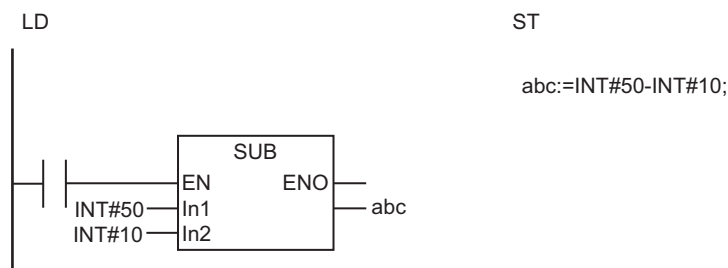 LD
ST
abc:=INT#50-INT#10;
SUB
EN ENO
INT#50 In1 abc
INT#10 In2